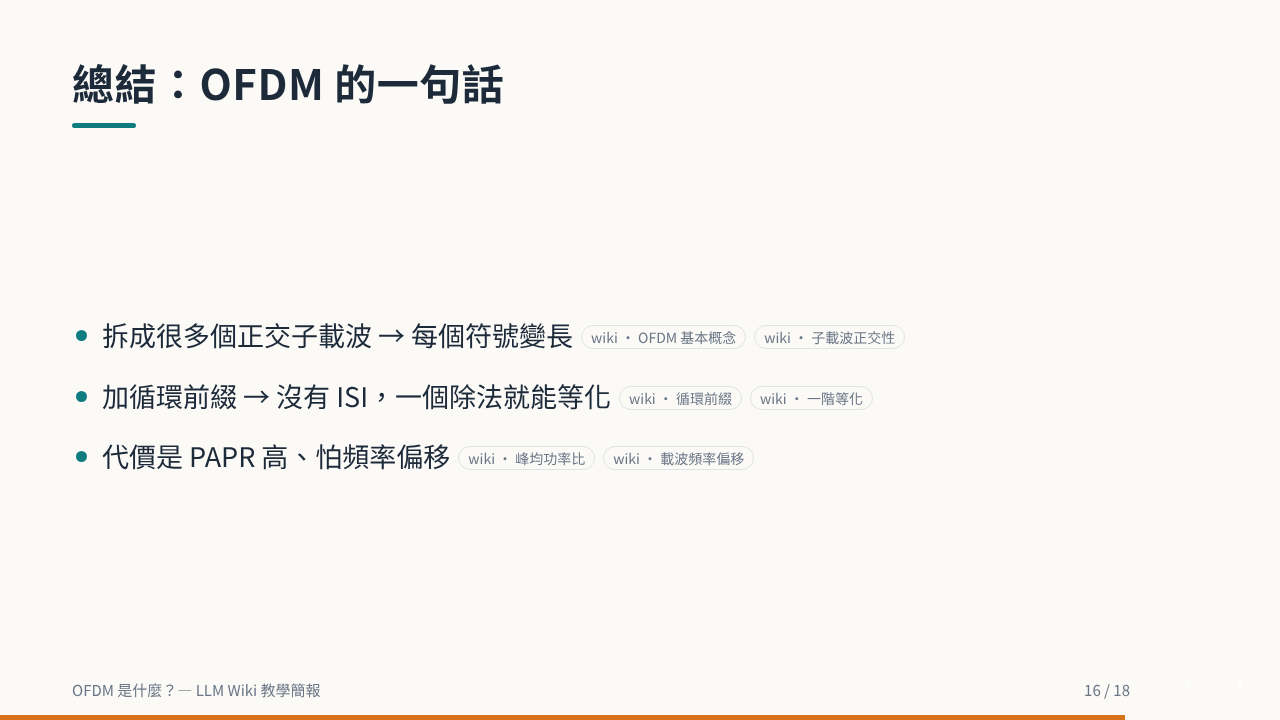 總結：OFDM 的一句話
拆成很多個正交子載波 → 每個符號變長 wiki · OFDM 基本概念 wiki · 子載波正交性
加循環前綴 → 沒有 ISI，一個除法就能等化 wiki · 循環前綴 wiki · 一階等化
代價是 PAPR 高、怕頻率偏移 wiki · 峰均功率比 wiki · 載波頻率偏移
OFDM 是什麼？— LLM Wiki 教學簡報
16 / 18